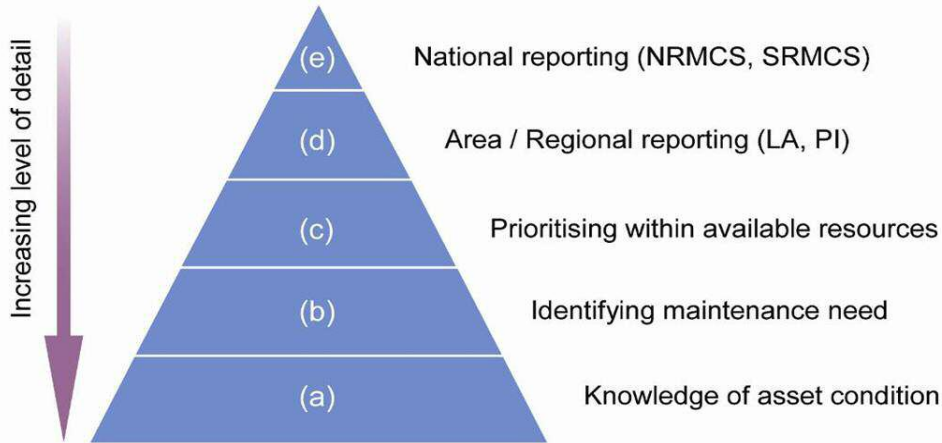 Increasing level of detail
(e) National reporting (NRMCS, SRMCS)
(d) Area / Regional reporting (LA, PI)
(c) Prioritising within available resources
(b) Identifying maintenance need
(a) Knowledge of asset condition